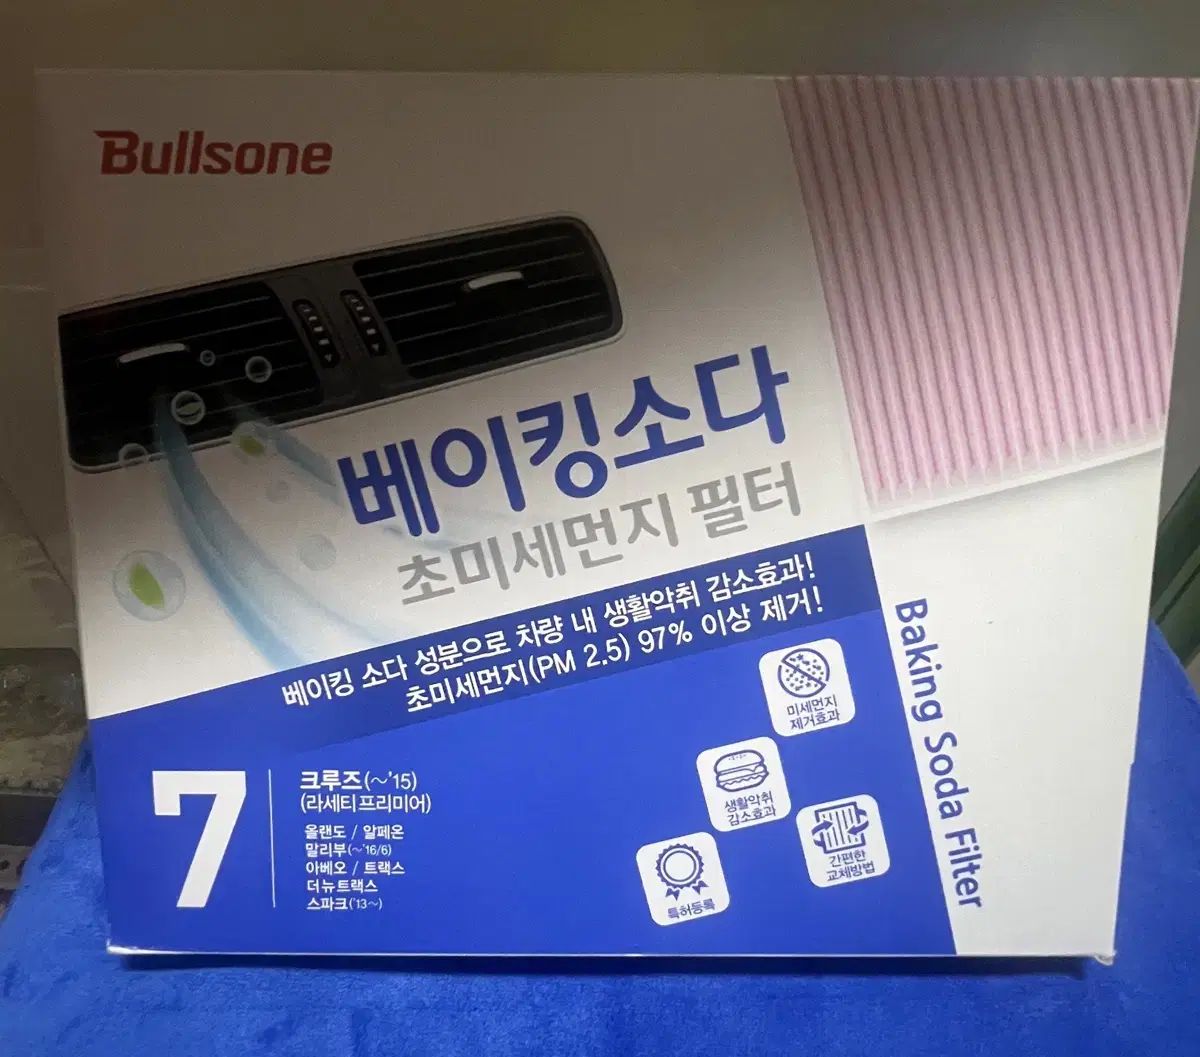 Bullsone
베이킹소다
초미세먼지 필터
베이킹 소다 성분으로 차량 내 생활악취 감소효과!
초미세먼지(PM 2.5) 97% 이상 제거!
7
크루즈(~'15)
(라세티프리미어)
올랜도 / 알페온
말리부(~'16/6)
아베오 / 트랙스
더뉴트랙스
스파크('13~)
미세먼지
제거효과
생활악취
감소효과
간편한
교체방법
특허등록
Baking Soda Filter